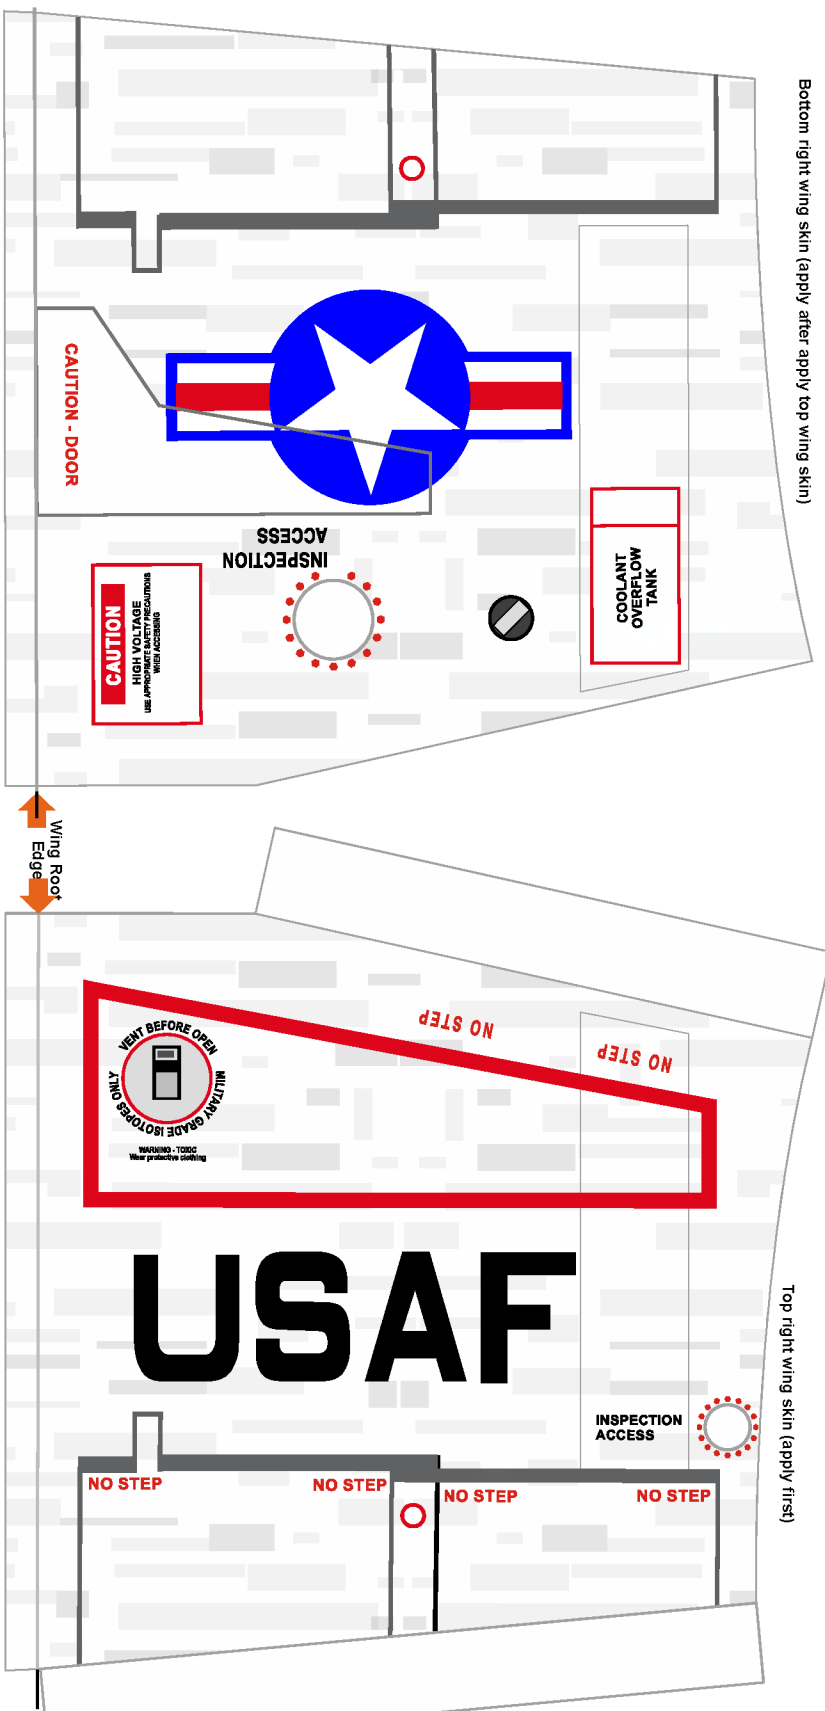 Bottom right wing skin (apply after apply top wing skin)
CAUTION - DOOR
INSPECTION
ACCESS
CAUTION
HIGH VOLTAGE
USE APPROPRIATE SAFETY PRECAUTIONS
WHEN ACCESSING
COOLANT
OVERFLOW
TANK
Wing Root
Edge
NO STEP
NO STEP
VENT BEFORE OPEN
MILITARY GRADE ISOTOPES ONLY
WARNING - TOXIC
Wear protective clothing
USAF
Top right wing skin (apply first)
INSPECTION
ACCESS
NO STEP
NO STEP
NO STEP
NO STEP